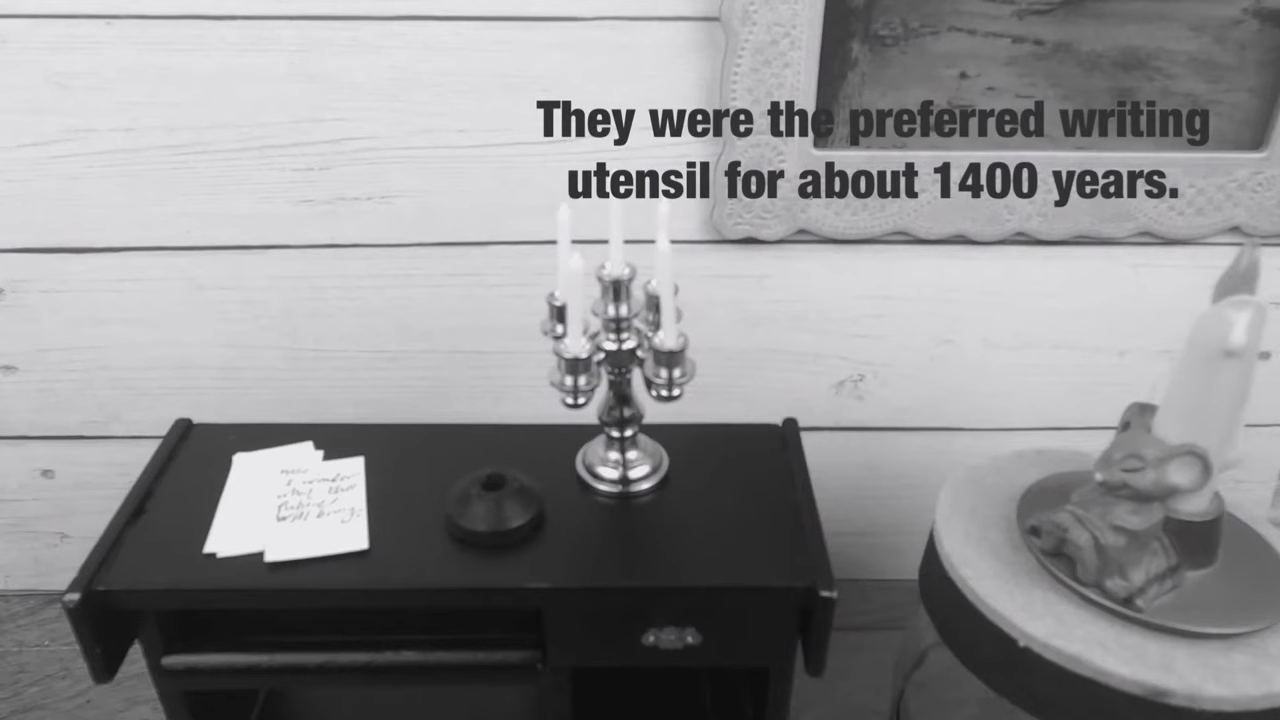 They were the preferred writing
utensil for about 1400 years.
I wonder
what the
future
will bring?